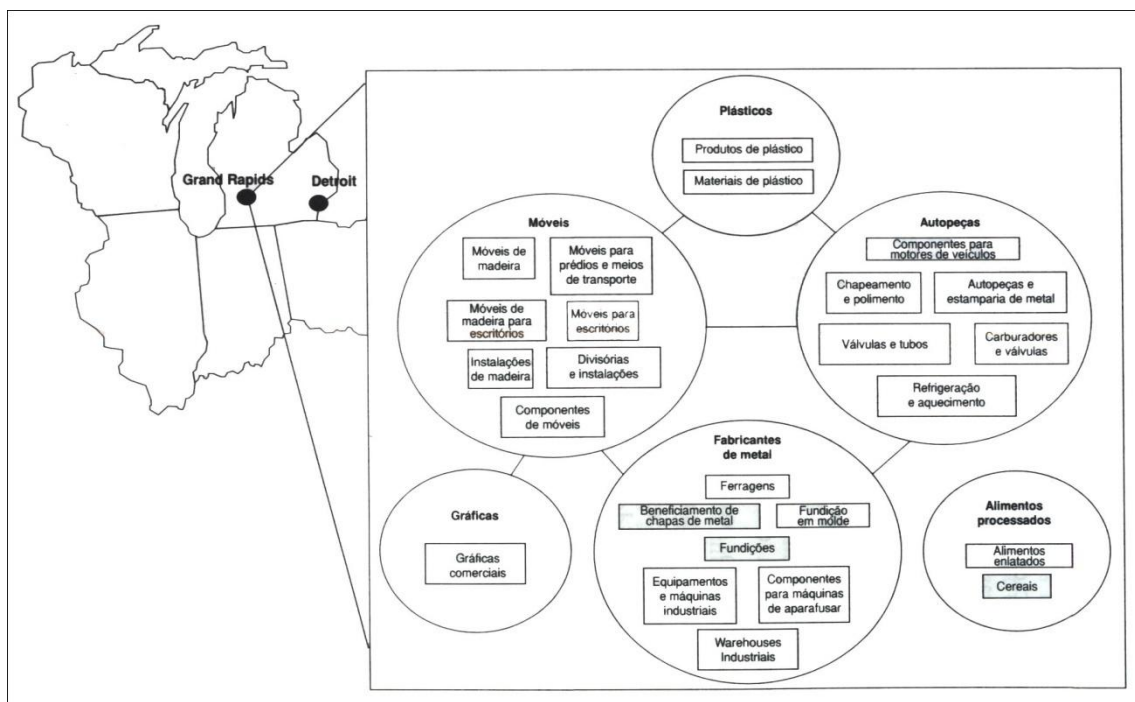 Grand Rapids
Detroit
Plásticos
Produtos de plástico
Materiais de plástico
Móveis
Móveis de
madeira
Móveis para
prédios e meios
de transporte
Móveis de
madeira para
escritórios
Móveis para
escritórios
Instalações
de madeira
Divisórias
e instalações
Componentes
de móveis
Autopeças
Componentes para
motores de veículos
Chapeamento
e polimento
Autopeças e
estamparia de metal
Válvulas e tubos
Carburadores
e válvulas
Refrigeração
e aquecimento
Gráficas
Gráficas
comerciais
Fabricantes
de metal
Ferragens
Beneficiamento de
chapas de metal
Fundição
em molde
Fundições
Equipamentos
e máquinas
industriais
Componentes
para máquinas
de aparafusar
Warehouses
Industriais
Alimentos
processados
Alimentos
enlatados
Cereais